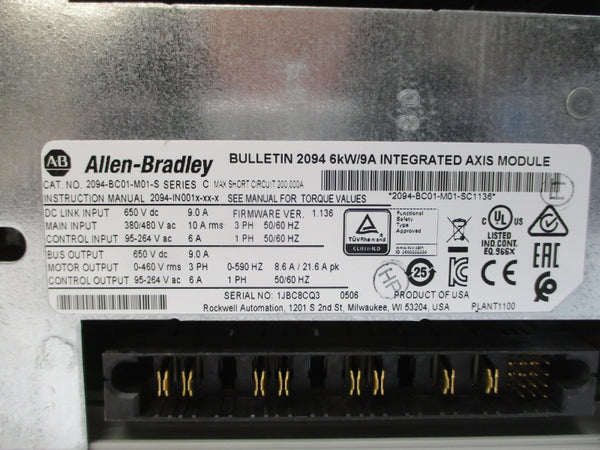 AB Allen-Bradley
BULLETIN 2094 6kW/9A INTEGRATED AXIS MODULE
CAT. NO. 2094-BC01-M01-S SERIES C MAX SHORT CIRCUIT 200,000A
INSTRUCTION MANUAL 2094-IN001x-xx-x SEE MANUAL FOR TORQUE VALUES
*2094-BC01-M01-SC1136*
DC LINK INPUT 650 V dc 9.0 A FIRMWARE VER. 1.136
MAIN INPUT 380/480 V ac 10 A rms 3 PH 50/60 HZ
CONTROL INPUT 95-264 V ac 6 A 1 PH 50/60 HZ
BUS OUTPUT 650 V dc 9.0 A
MOTOR OUTPUT 0-460 V rms 3 PH 0-590 HZ 8.6 A / 21.6 A pk
CONTROL OUTPUT 95-264 V ac 6 A 1 PH 50/60 HZ
TÜVRheinland
CERTIFIED
Functional
Safety
Type
Approved
c UL US
LISTED
IND.CONT.
EQ.966X
E
25
HP
EAC
SERIAL NO: 1JBC8CQ3 0506
PRODUCT OF USA
Rockwell Automation, 1201 S 2nd St, Milwaukee, WI 53204, USA
PLANT1100